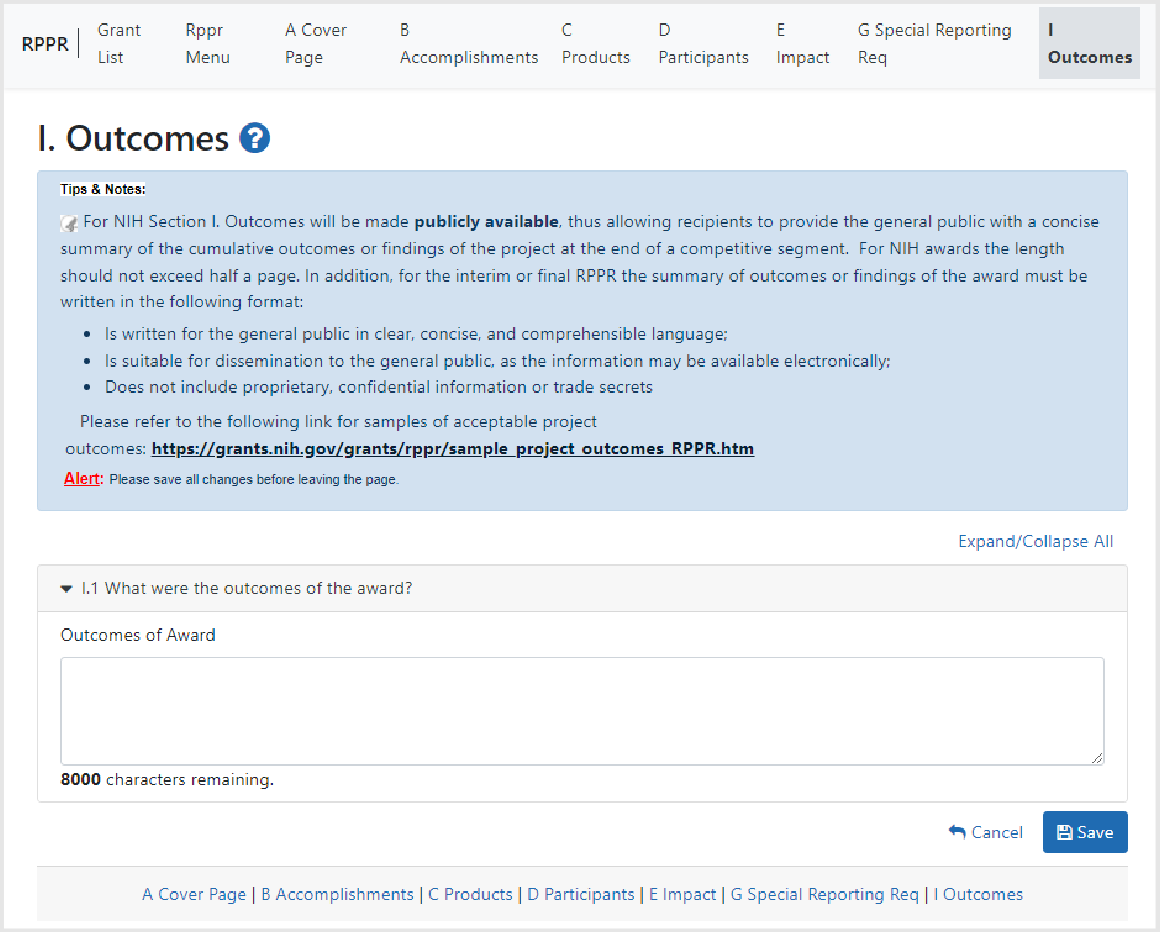 RPPR
Grant List
Rppr Menu
A Cover Page
B Accomplishments
C Products
D Participants
E Impact
G Special Reporting Req
I Outcomes
I. Outcomes ?
Tips & Notes:
For NIH Section I. Outcomes will be made publicly available, thus allowing recipients to provide the general public with a concise
summary of the cumulative outcomes or findings of the project at the end of a competitive segment.  For NIH awards the length
should not exceed half a page. In addition, for the interim or final RPPR the summary of outcomes or findings of the award must be
written in the following format:
• Is written for the general public in clear, concise, and comprehensible language;
• Is suitable for dissemination to the general public, as the information may be available electronically;
• Does not include proprietary, confidential information or trade secrets
Please refer to the following link for samples of acceptable project
outcomes: https://grants.nih.gov/grants/rppr/sample_project_outcomes_RPPR.htm
Alert: Please save all changes before leaving the page.
Expand/Collapse All
I.1 What were the outcomes of the award?
Outcomes of Award
8000 characters remaining.
Cancel
Save
A Cover Page | B Accomplishments | C Products | D Participants | E Impact | G Special Reporting Req | I Outcomes